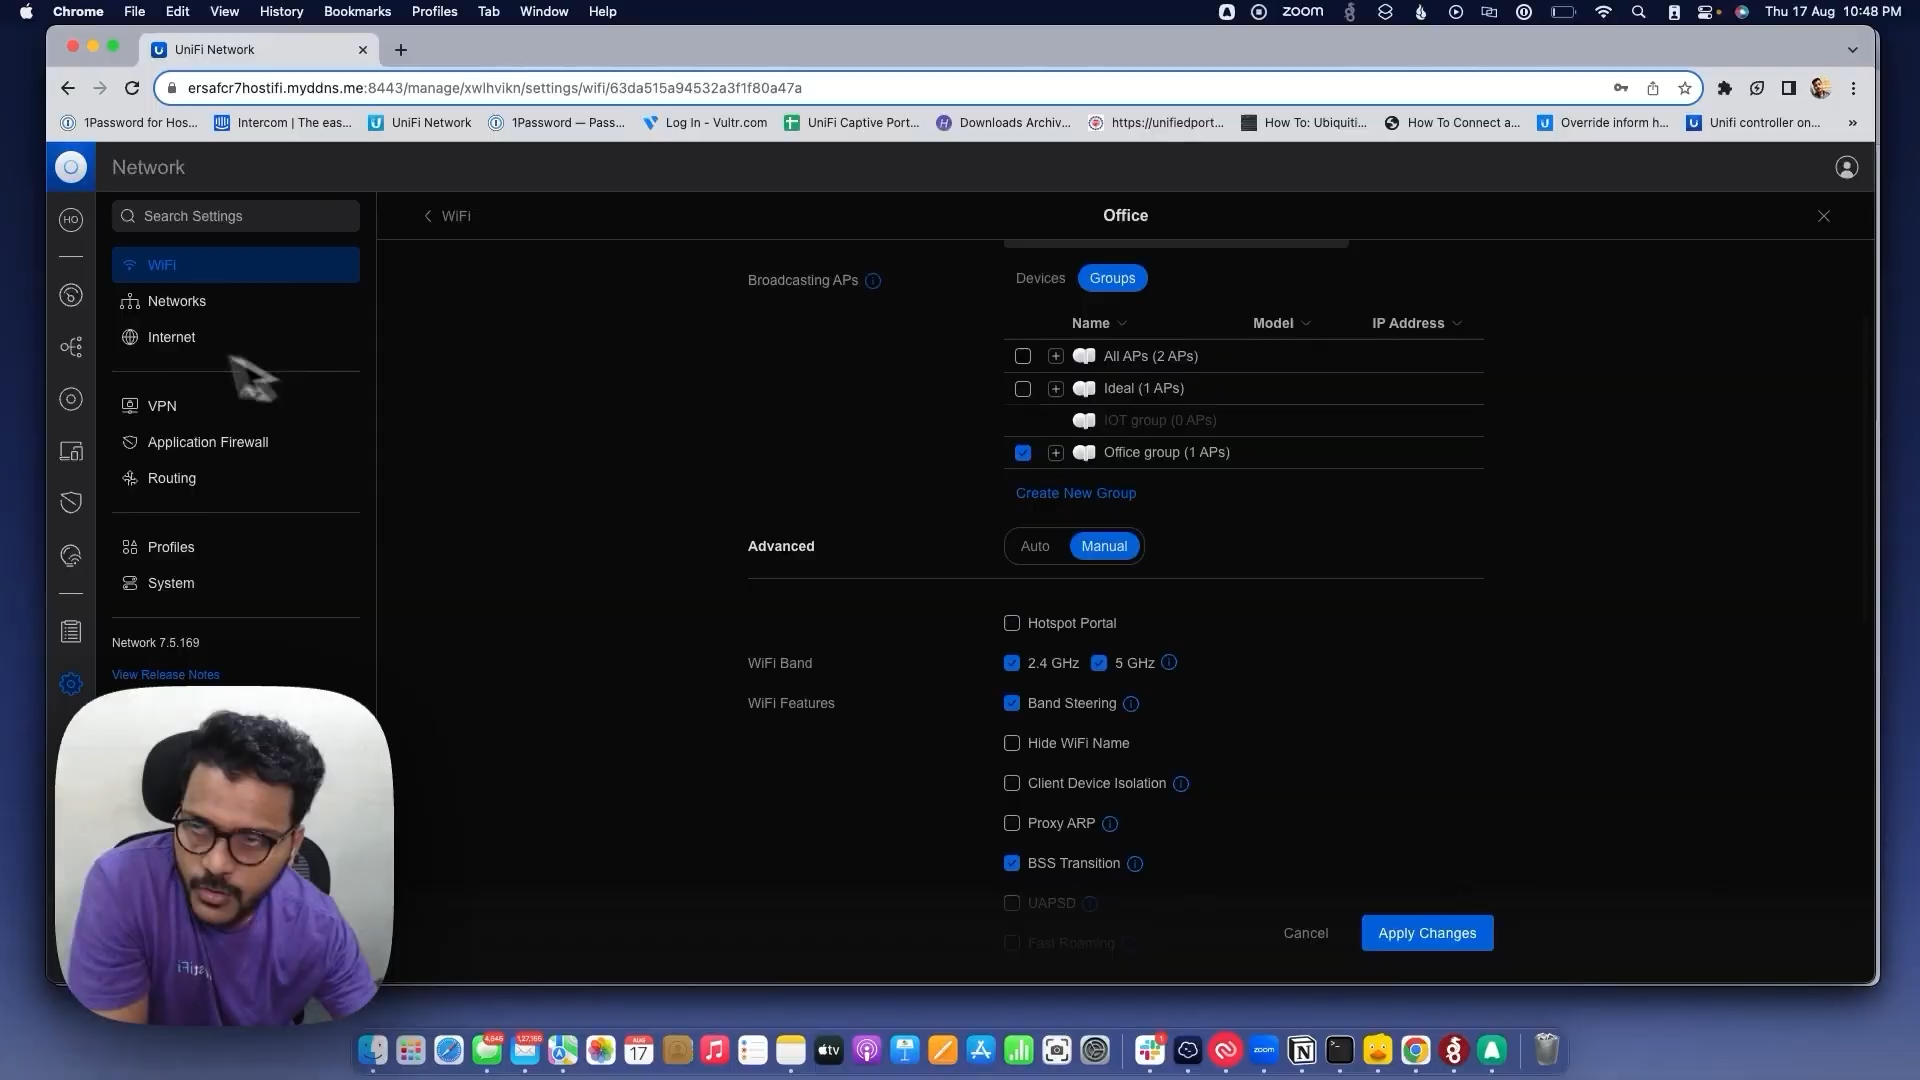 Chrome File Edit View History Bookmarks Profiles Tab Window Help
zoom
Thu 17 Aug 10:48 PM
UniFi Network
ersafcr7hostifi.myddns.me:8443/manage/xwlhvikn/settings/wifi/63da515a94532a3f1f80a47a
1Password for Hos... Intercom | The eas... UniFi Network 1Password — Pass... Log In - Vultr.com UniFi Captive Port... Downloads Archiv... https://unifiedport... How To: Ubiquiti... How To Connect a... Override inform h... Unifi controller on... »
Network
HO
Search Settings
WiFi
Networks
Internet
VPN
Application Firewall
Routing
Profiles
System
Network 7.5.169
View Release Notes
WiFi
Office
Broadcasting APs
Devices Groups
Name Model IP Address
All APs (2 APs)
Ideal (1 APs)
IOT group (0 APs)
Office group (1 APs)
Create New Group
Advanced
Auto Manual
Hotspot Portal
WiFi Band
2.4 GHz 5 GHz
WiFi Features
Band Steering
Hide WiFi Name
Client Device Isolation
Proxy ARP
BSS Transition
UAPSD
Fast Roaming
Cancel Apply Changes
AUG
17
tv
zoom